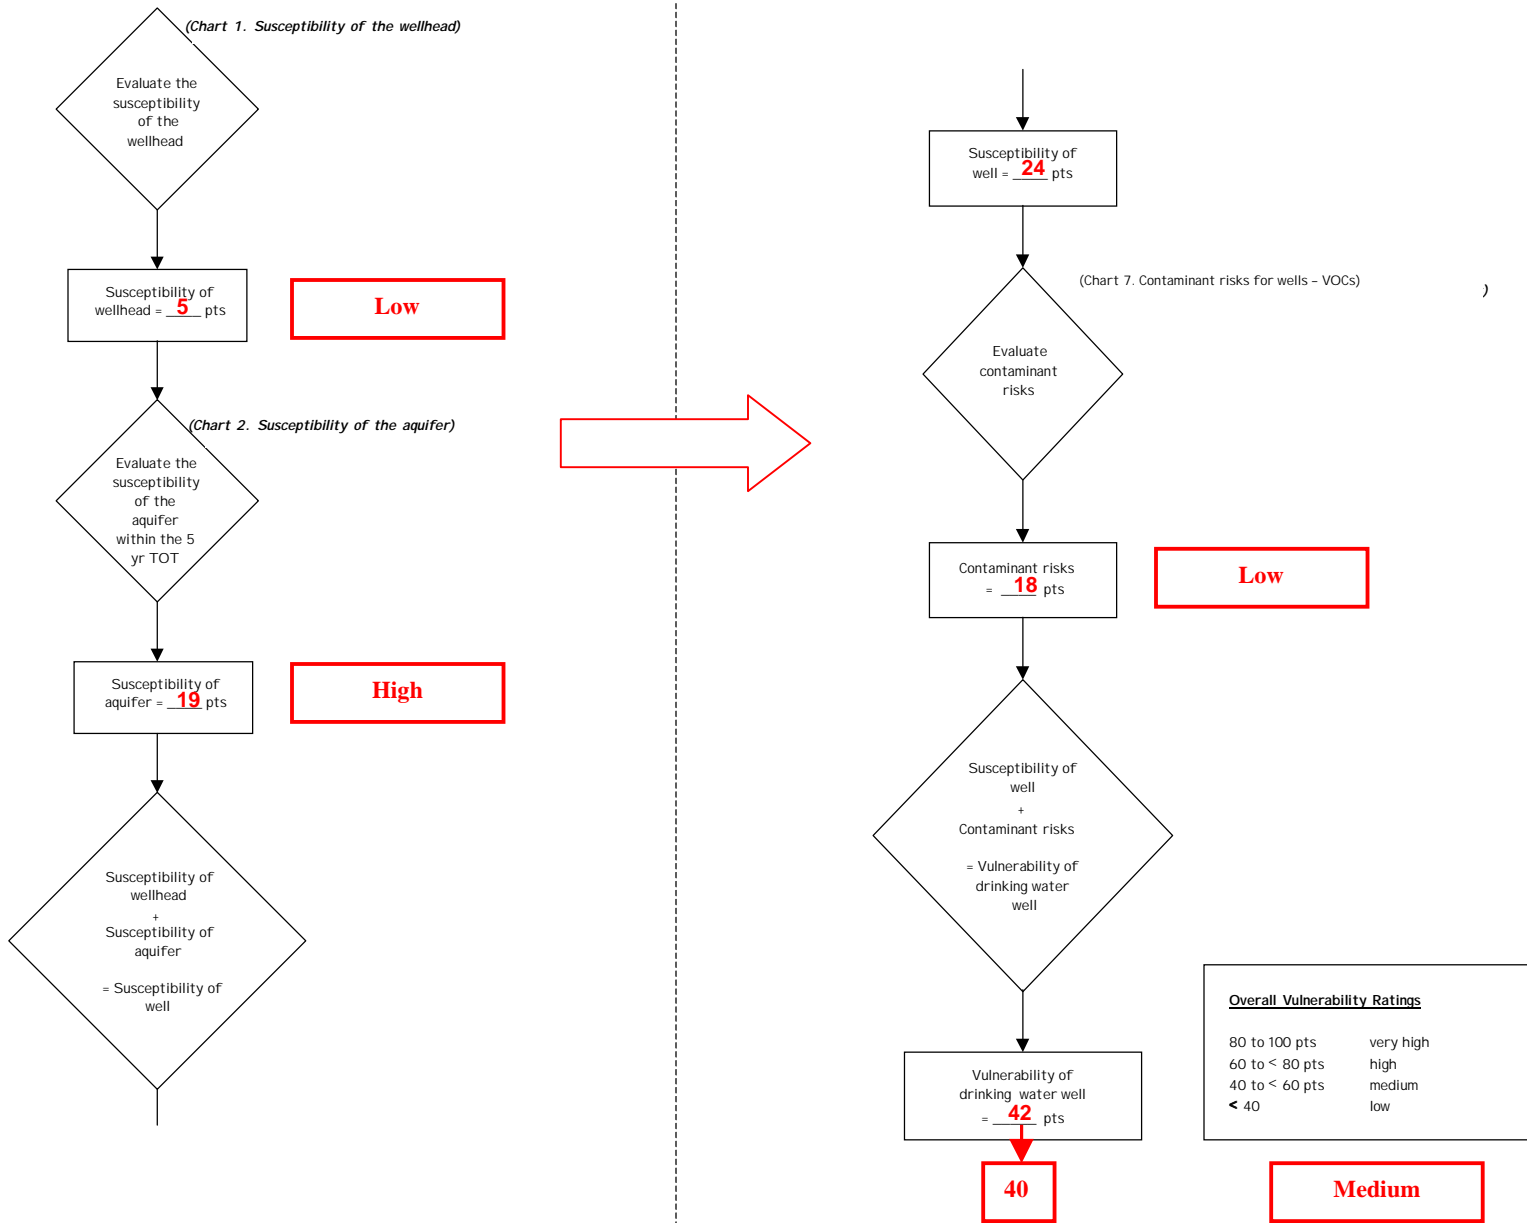 (Chart 1. Susceptibility of the wellhead)
Evaluate the
susceptibility
of the
wellhead
Susceptibility of
wellhead = __5__ pts
Low
(Chart 2. Susceptibility of the aquifer)
Evaluate the
susceptibility
of the
aquifer
within the 5
yr TOT
Susceptibility of
aquifer = __19__ pts
High
Susceptibility of
wellhead
+
Susceptibility of
aquifer
= Susceptibility of
well
Susceptibility of
well = __24__ pts
(Chart 7. Contaminant risks for wells – VOCs)
)
Evaluate
contaminant
risks
Contaminant risks
= __18__ pts
Low
Susceptibility of
well
+
Contaminant risks
= Vulnerability of
drinking water
well
Vulnerability of
drinking water well
= __42__ pts
40
Overall Vulnerability Ratings
80 to 100 pts very high
60 to < 80 pts high
40 to < 60 pts medium
< 40 low
Medium